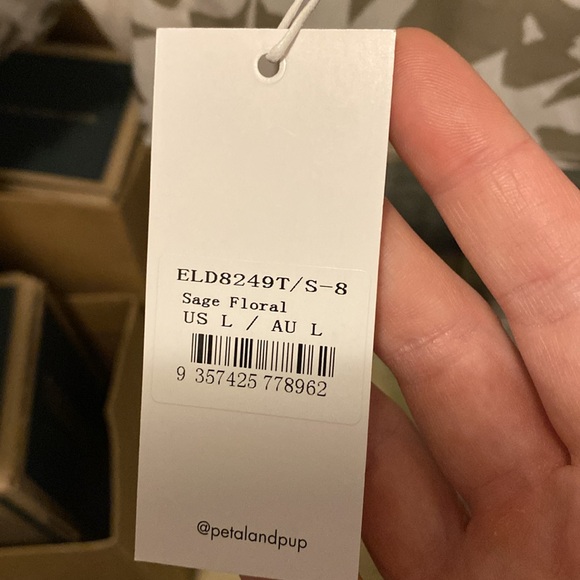 ELD8249T/S-8
Sage Floral
US L / AU L
9 357425 778962
@petalandpup